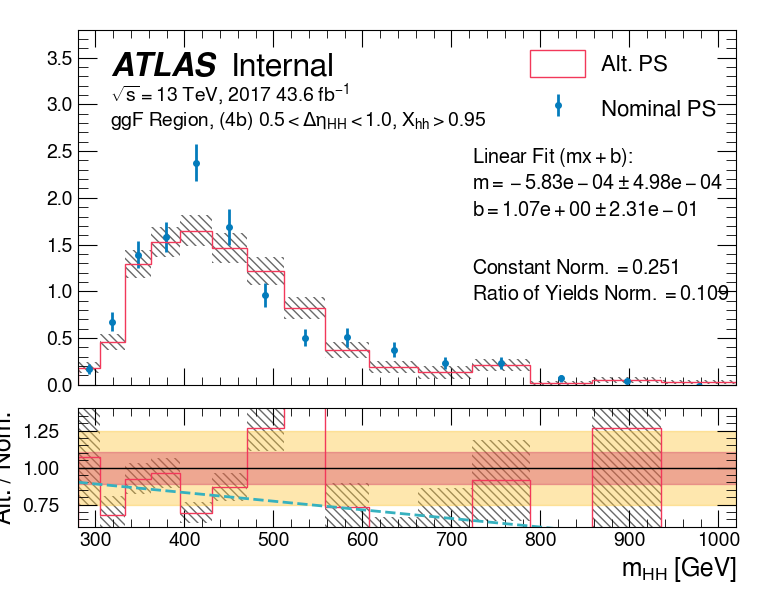 ATLAS Internal
√s = 13 TeV, 2017 43.6 fb⁻¹
ggF Region, (4b) 0.5 < Δη_HH < 1.0, X_hh > 0.95
Alt. PS
Nominal PS
Linear Fit (mx + b):
m = − 5.83e − 04 ± 4.98e − 04
b = 1.07e + 00 ± 2.31e − 01
Constant Norm. = 0.251
Ratio of Yields Norm. = 0.109
3.5
3.0
2.5
2.0
1.5
1.0
0.5
0.0
Alt. / Nom.
1.25
1.00
0.75
300 400 500 600 700 800 900 1000
m_HH [GeV]